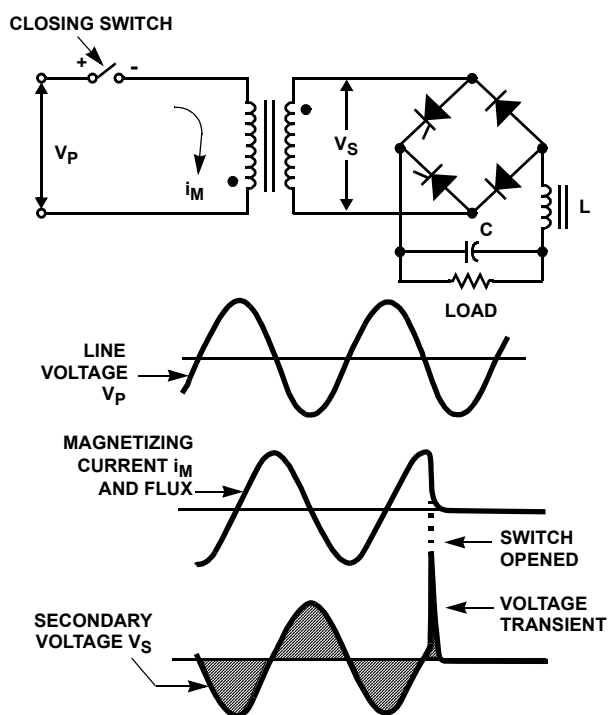 CLOSING SWITCH
+ -
VP
iM
VS
L
C
LOAD
LINE
VOLTAGE
VP
MAGNETIZING
CURRENT iM
AND FLUX
SWITCH
OPENED
SECONDARY
VOLTAGE VS
VOLTAGE
TRANSIENT